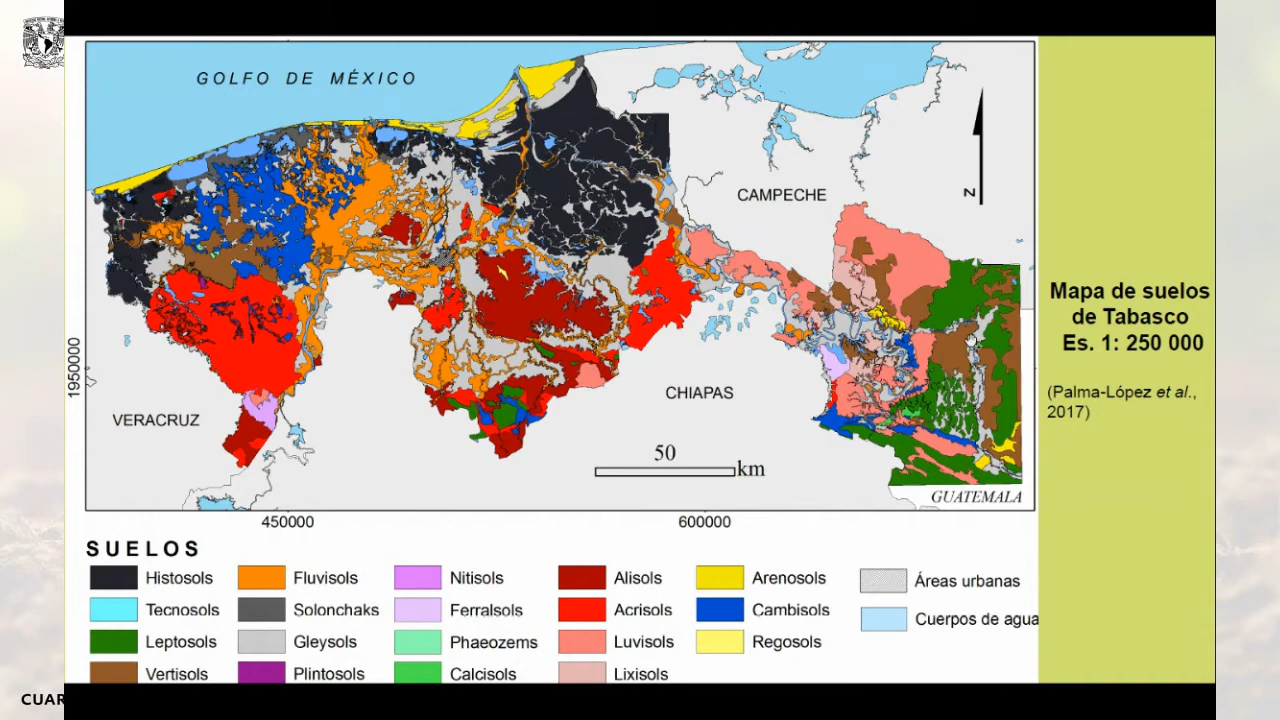 GOLFO DE MÉXICO
CAMPECHE
N
Mapa de suelos
de Tabasco
Es. 1: 250 000
(Palma-López et al.,
2017)
1950000
VERACRUZ
CHIAPAS
50
km
GUATEMALA
450000
600000
SUELOS
Histosols
Fluvisols
Nitisols
Alisols
Arenosols
Áreas urbanas
Tecnosols
Solonchaks
Ferralsols
Acrisols
Cambisols
Cuerpos de agua
Leptosols
Gleysols
Phaeozems
Luvisols
Regosols
Vertisols
Plintosols
Calcisols
Lixisols
CUAR